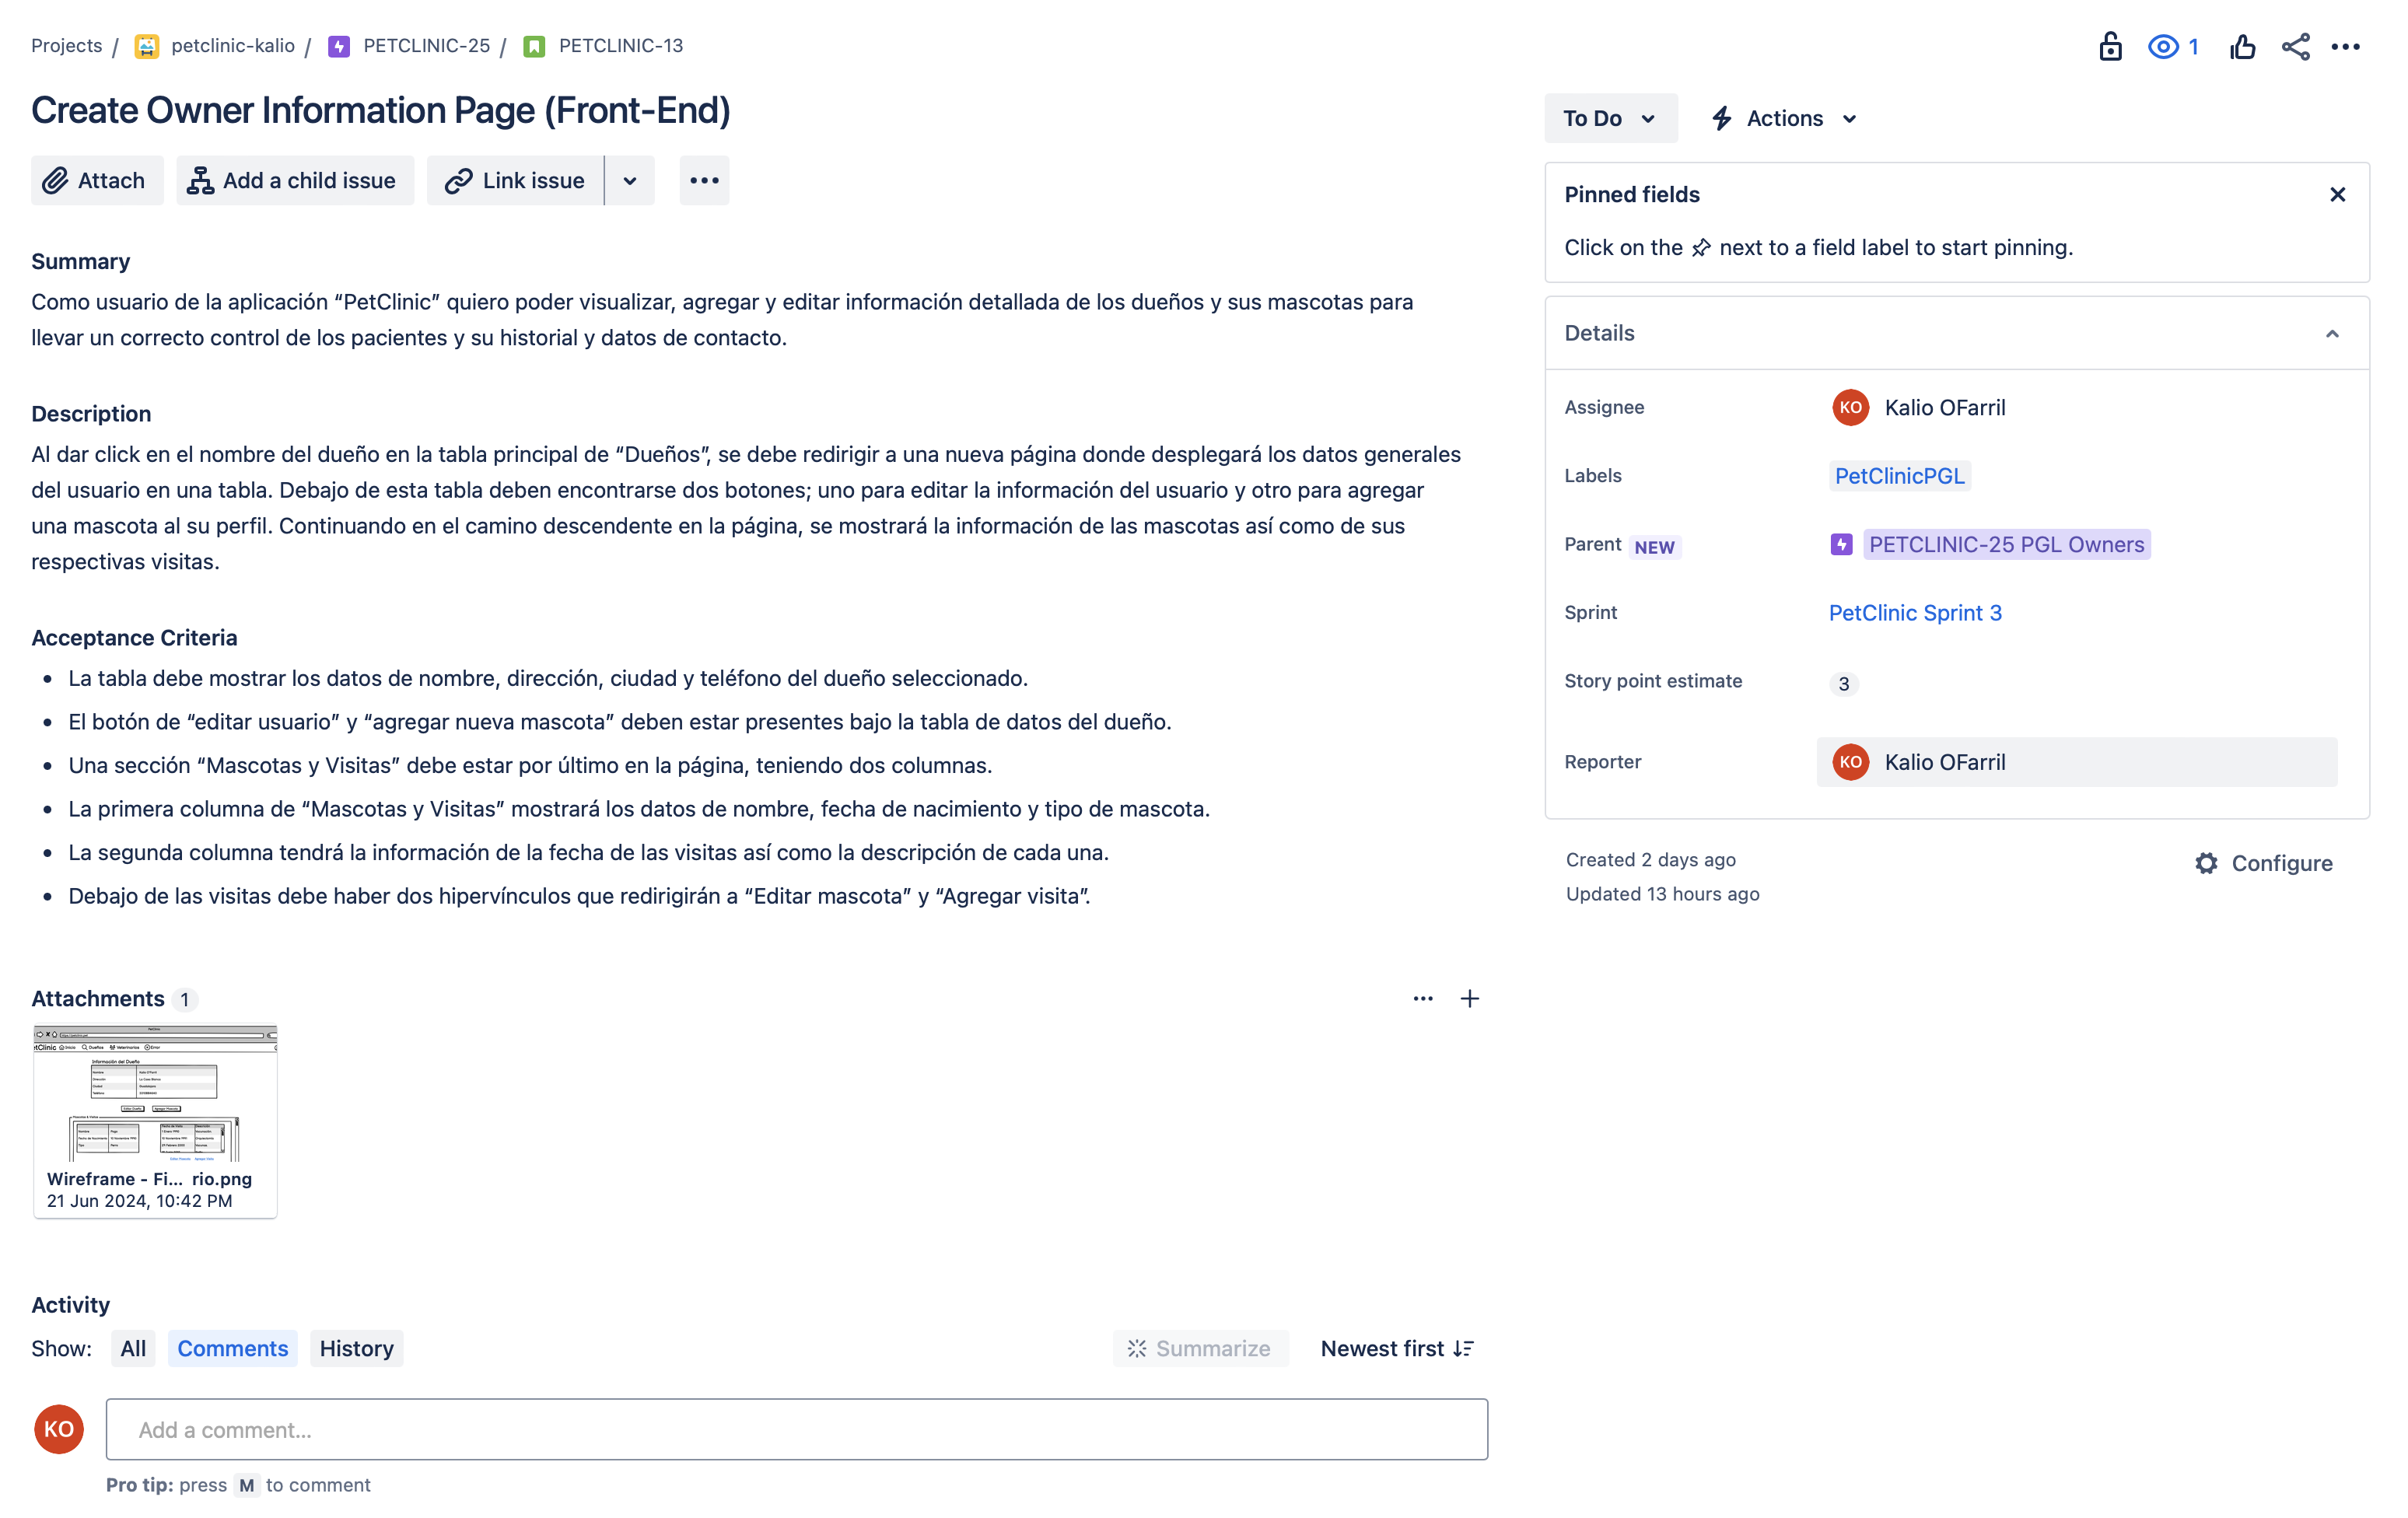 Projects / petclinic-kalio / PETCLINIC-25 / PETCLINIC-13
1
Create Owner Information Page (Front-End)
Attach
Add a child issue
Link issue
Summary
Como usuario de la aplicación “PetClinic” quiero poder visualizar, agregar y editar información detallada de los dueños y sus mascotas para
llevar un correcto control de los pacientes y su historial y datos de contacto.
Description
Al dar click en el nombre del dueño en la tabla principal de “Dueños”, se debe redirigir a una nueva página donde desplegará los datos generales
del usuario en una tabla. Debajo de esta tabla deben encontrarse dos botones; uno para editar la información del usuario y otro para agregar
una mascota al su perfil. Continuando en el camino descendente en la página, se mostrará la información de las mascotas así como de sus
respectivas visitas.
Acceptance Criteria
• La tabla debe mostrar los datos de nombre, dirección, ciudad y teléfono del dueño seleccionado.
• El botón de “editar usuario” y “agregar nueva mascota” deben estar presentes bajo la tabla de datos del dueño.
• Una sección “Mascotas y Visitas” debe estar por último en la página, teniendo dos columnas.
• La primera columna de “Mascotas y Visitas” mostrará los datos de nombre, fecha de nacimiento y tipo de mascota.
• La segunda columna tendrá la información de la fecha de las visitas así como la descripción de cada una.
• Debajo de las visitas debe haber dos hipervínculos que redirigirán a “Editar mascota” y “Agregar visita”.
Attachments 1
Información del Dueño
Wireframe - Fi... rio.png
21 Jun 2024, 10:42 PM
Activity
Show: All Comments History
Summarize
Newest first
KO
Add a comment...
Pro tip: press M to comment
To Do
Actions
Pinned fields
Click on the next to a field label to start pinning.
Details
Assignee
KO Kalio OFarril
Labels
PetClinicPGL
Parent NEW
PETCLINIC-25 PGL Owners
Sprint
PetClinic Sprint 3
Story point estimate
3
Reporter
KO Kalio OFarril
Created 2 days ago
Updated 13 hours ago
Configure